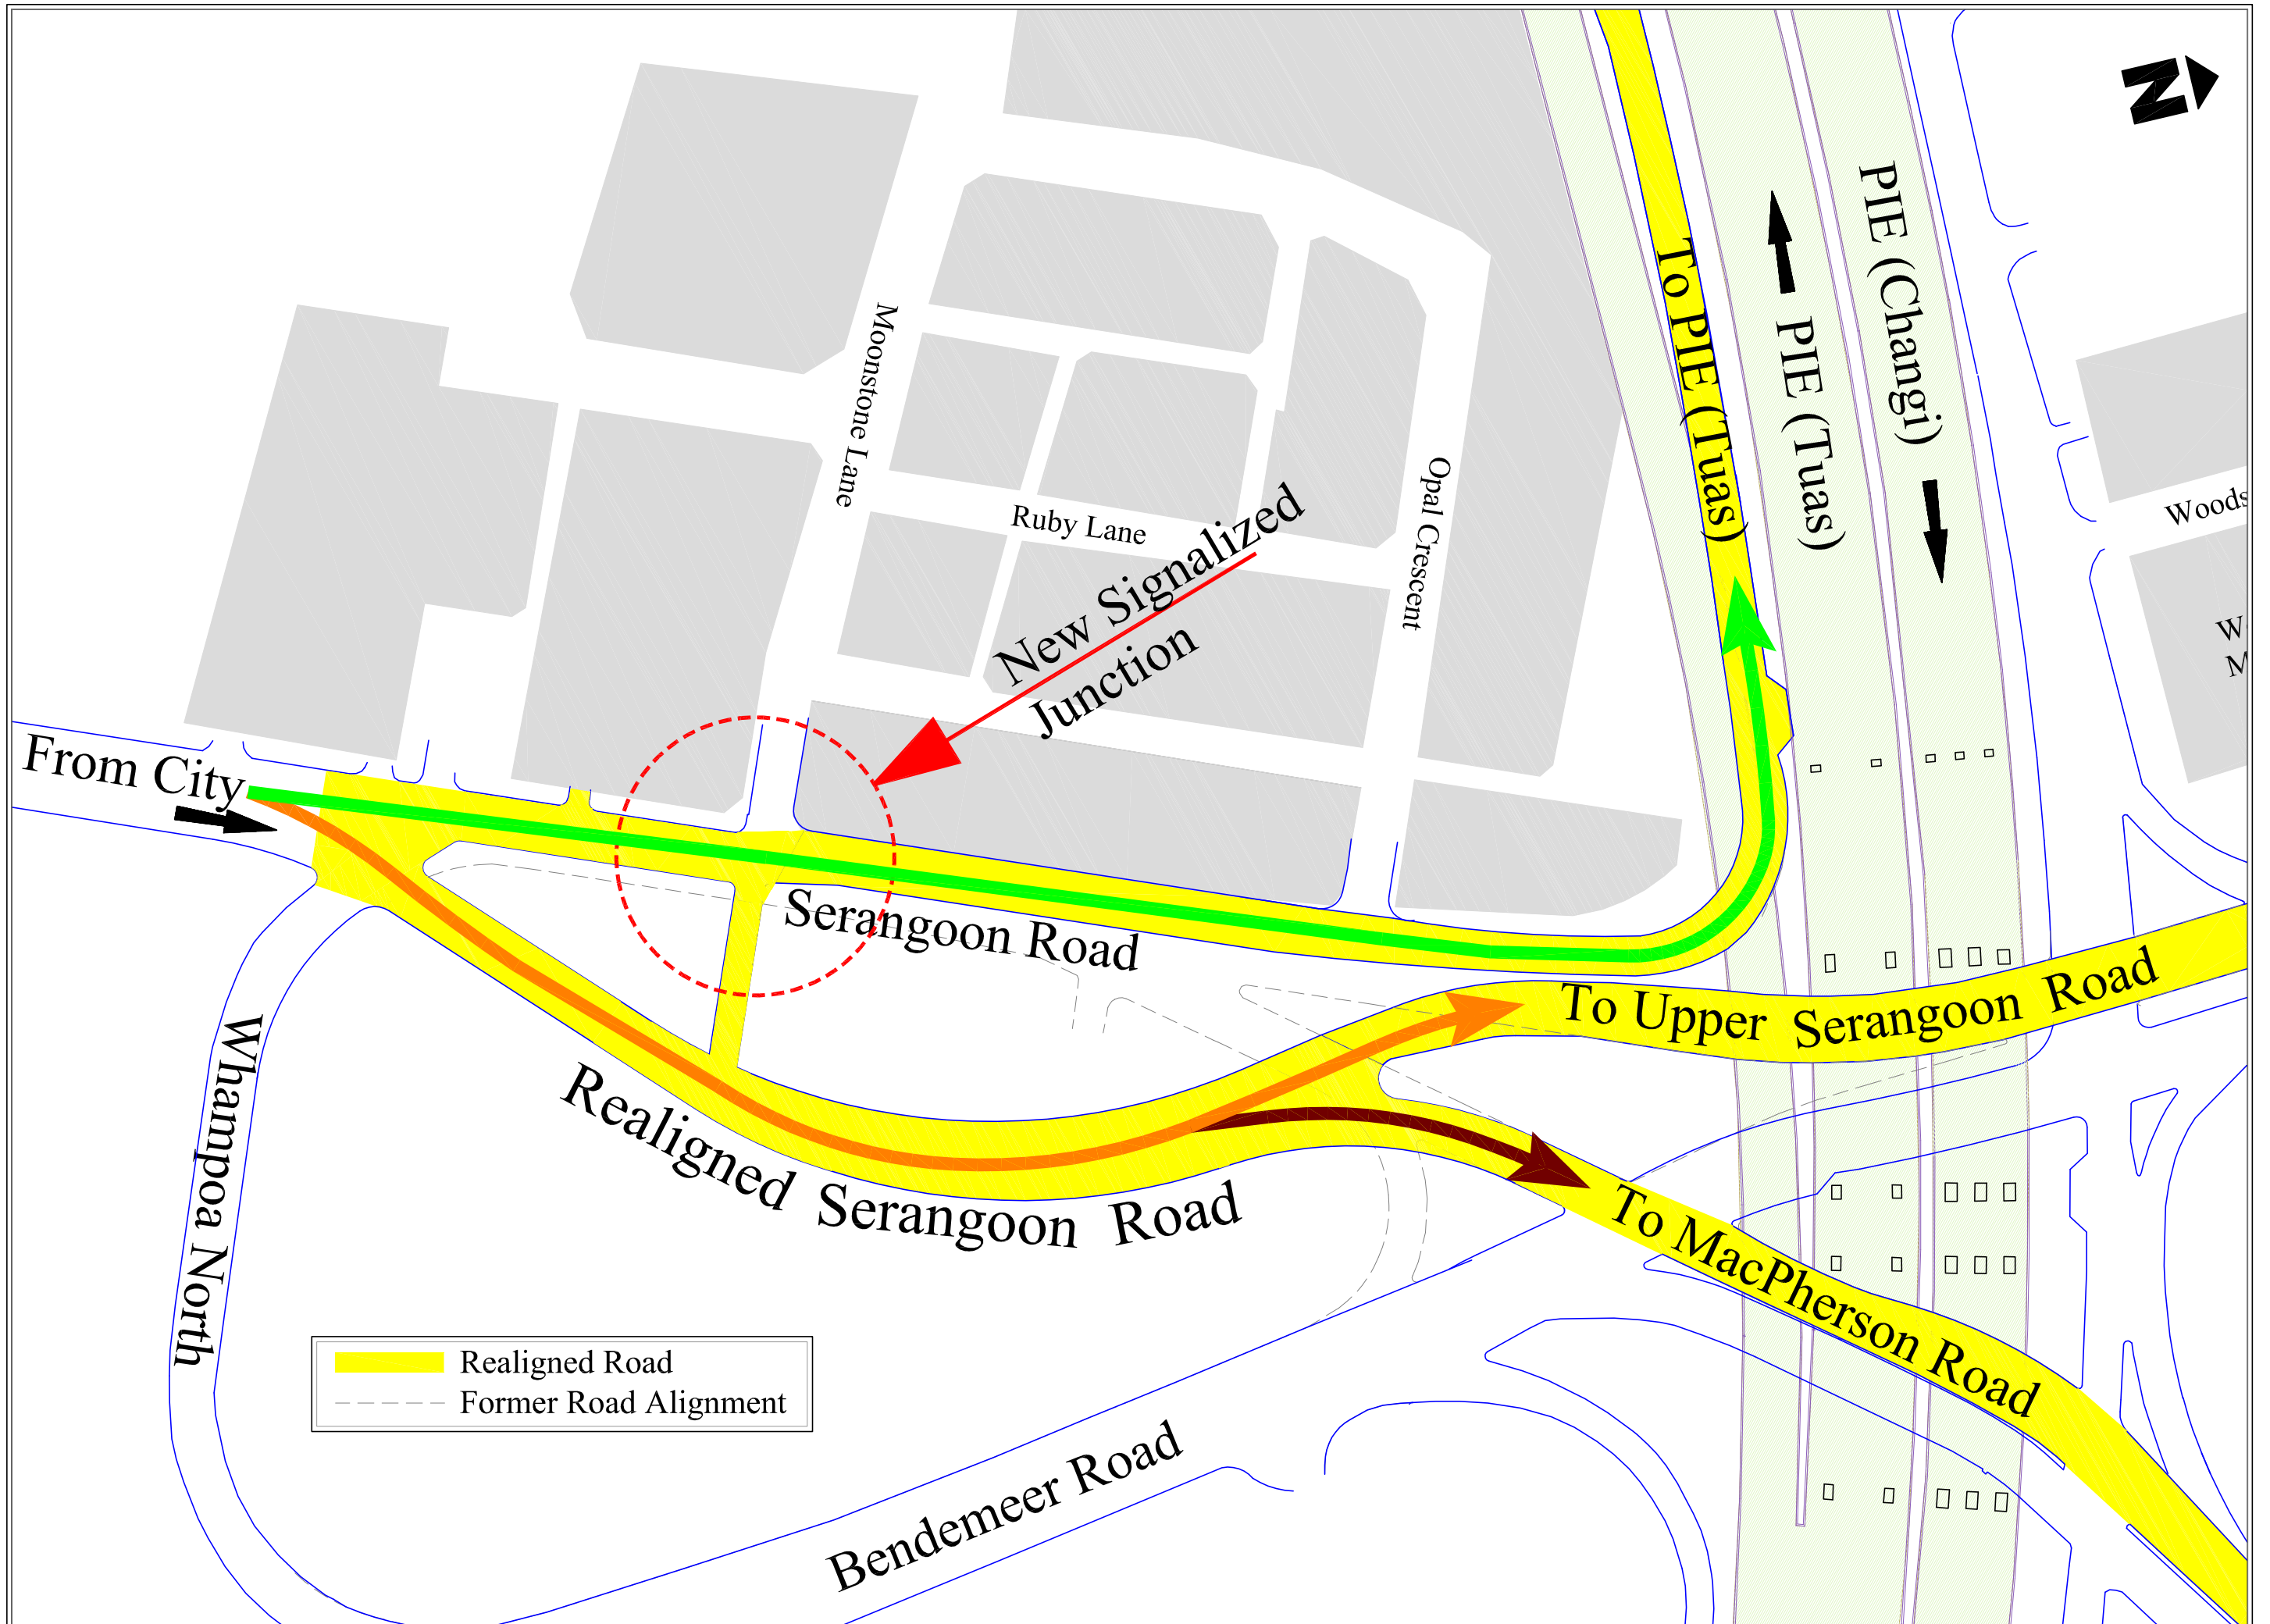 N
PIE (Changi)
To PIE (Tuas)
PIE (Tuas)
Moonstone Lane
Opal Crescent
Ruby Lane
Woods
New Signalized
Junction
From City
Serangoon Road
To Upper Serangoon Road
Whampoa North
Realigned Serangoon Road
To MacPherson Road
Realigned Road
Former Road Alignment
Bendemeer Road